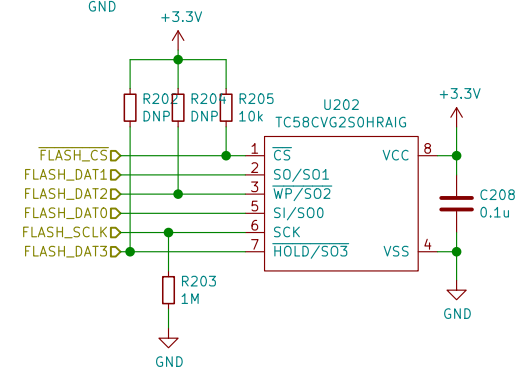 GND
+3.3V
+3.3V
R202
DNP
R204
DNP
R205
10k
U202
TC58CVG2S0HRAIG
FLASH_CS
1
CS
VCC
8
FLASH_DAT1
2
SO/SO1
FLASH_DAT2
3
WP/SO2
C208
0.1u
FLASH_DAT0
5
SI/SO0
FLASH_SCLK
6
SCK
FLASH_DAT3
7
HOLD/SO3
VSS
4
R203
1M
GND
GND